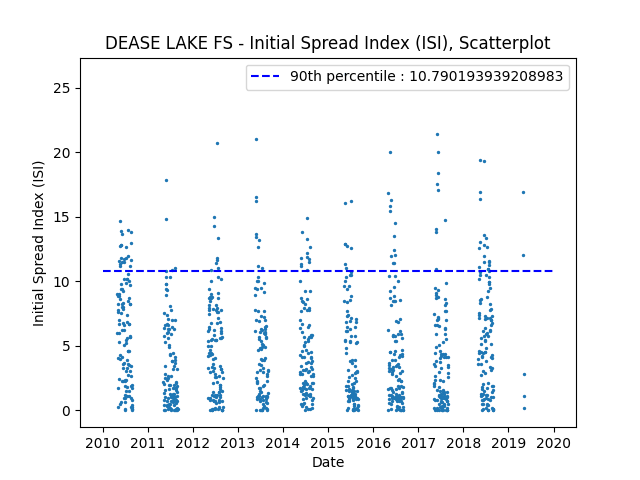 DEASE LAKE FS - Initial Spread Index (ISI), Scatterplot
90th percentile : 10.790193939208983
Initial Spread Index (ISI)
25
20
15
10
5
0
2010 2011 2012 2013 2014 2015 2016 2017 2018 2019 2020
Date